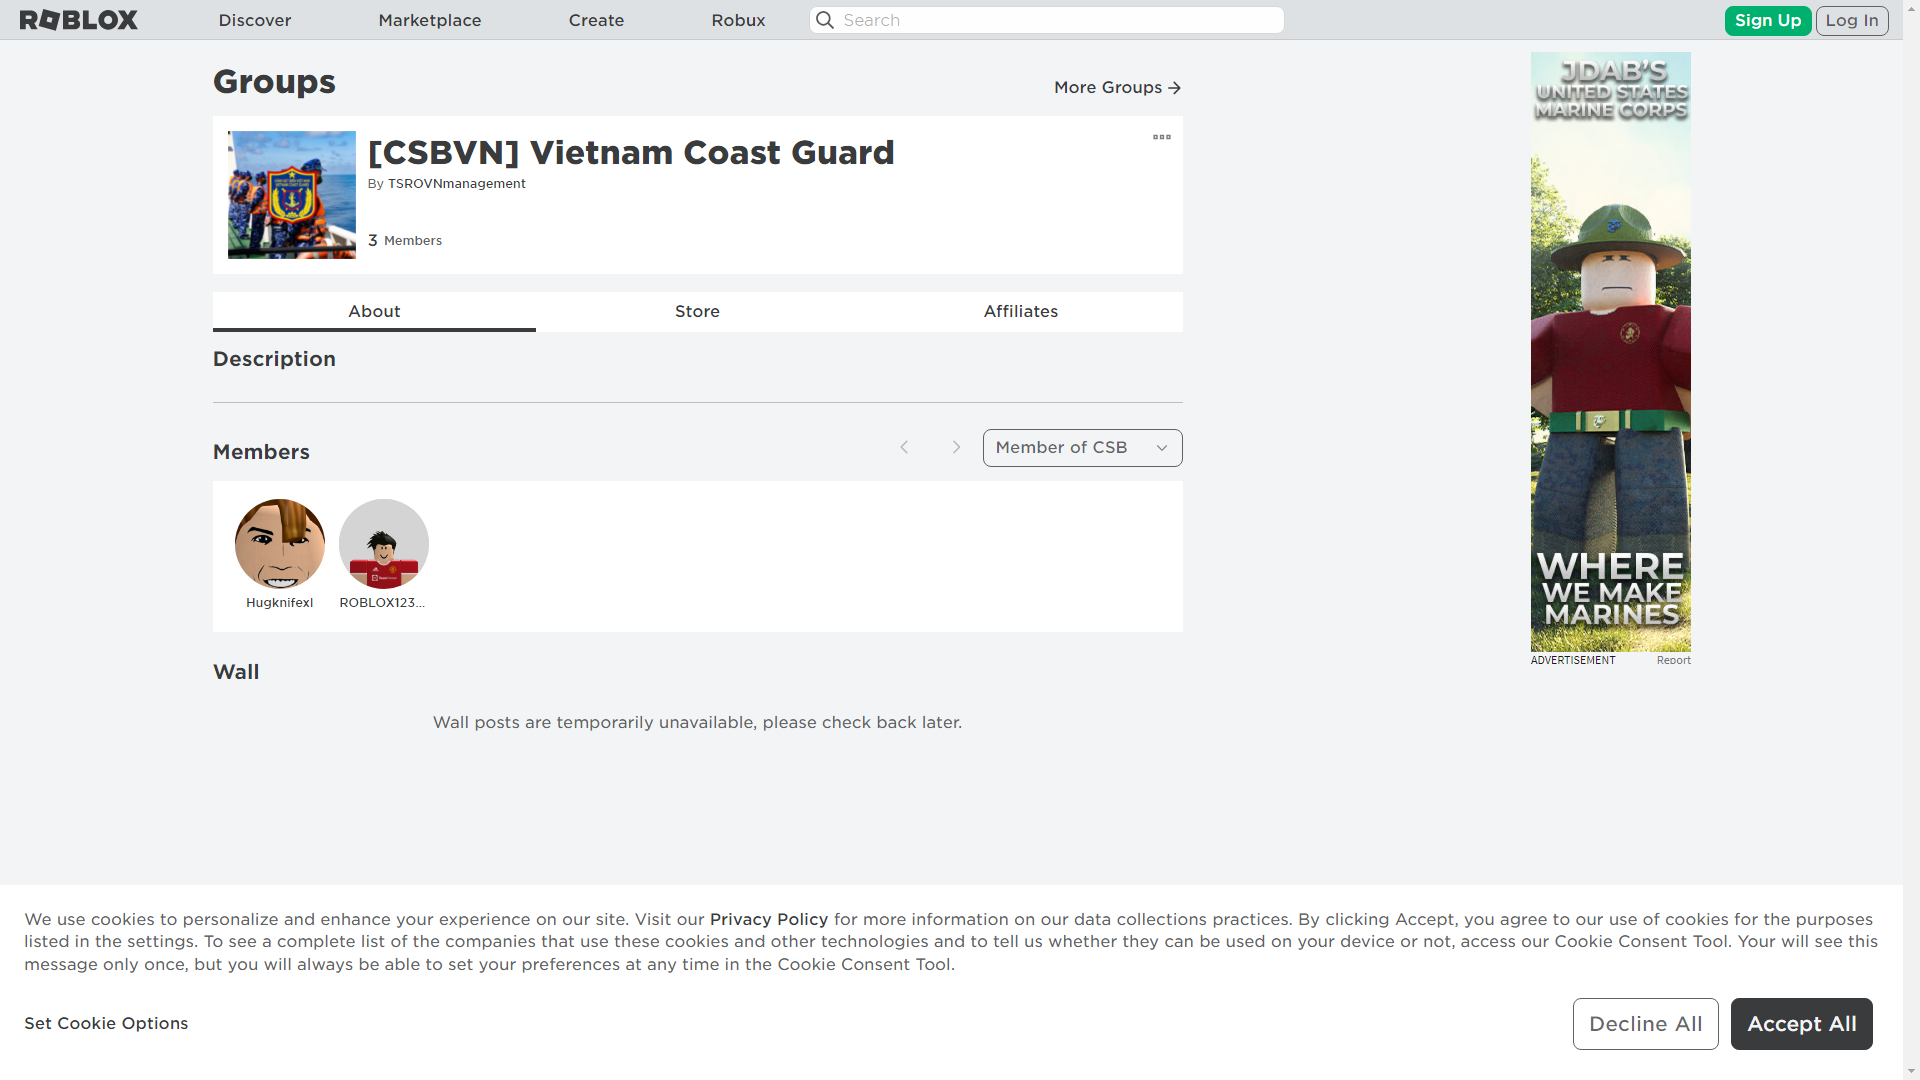 ROBLOX
Discover
Marketplace
Create
Robux
Search
Sign Up
Log In
Groups
More Groups
[CSBVN] Vietnam Coast Guard
By TSROVNmanagement
3 Members
About
Store
Affiliates
Description
Members
Member of CSB
Hugknifexl
ROBLOX123...
Wall
Wall posts are temporarily unavailable, please check back later.
JDAB'S
UNITED STATES
MARINE CORPS
WHERE
WE MAKE
MARINES
ADVERTISEMENT
Report
We use cookies to personalize and enhance your experience on our site. Visit our Privacy Policy for more information on our data collections practices. By clicking Accept, you agree to our use of cookies for the purposes
listed in the settings. To see a complete list of the companies that use these cookies and other technologies and to tell us whether they can be used on your device or not, access our Cookie Consent Tool. Your will see this
message only once, but you will always be able to set your preferences at any time in the Cookie Consent Tool.
Set Cookie Options
Decline All
Accept All